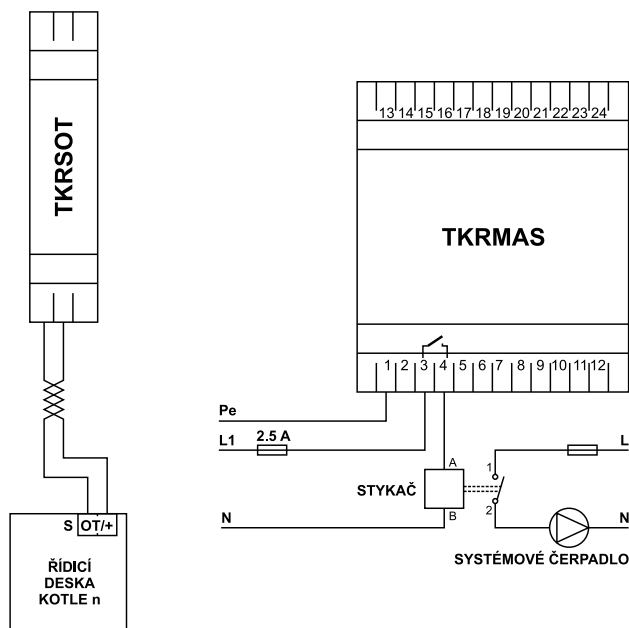 TKRSOT
S OT/+
ŘÍDICÍ
DESKA
KOTLE n
13 14 15 16 17 18 19 20 21 22 23 24
TKRMAS
1 2 3 4 5 6 7 8 9 10 11 12
Pe
L1 2.5 A
L
A
1
STYKAČ
B
2
N
N
SYSTÉMOVÉ ČERPADLO